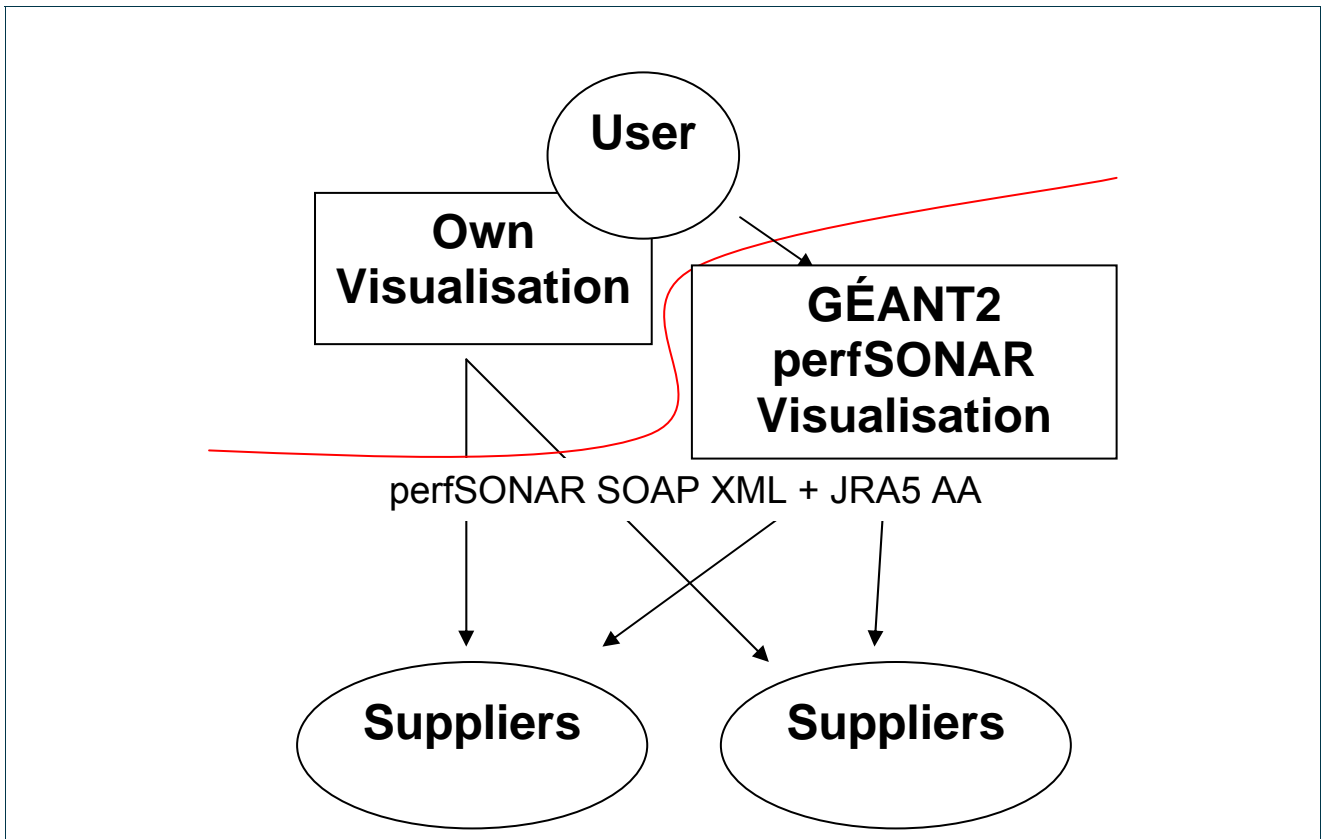 User
Own
Visualisation
GÉANT2
perfSONAR
Visualisation
perfSONAR SOAP XML + JRA5 AA
Suppliers
Suppliers